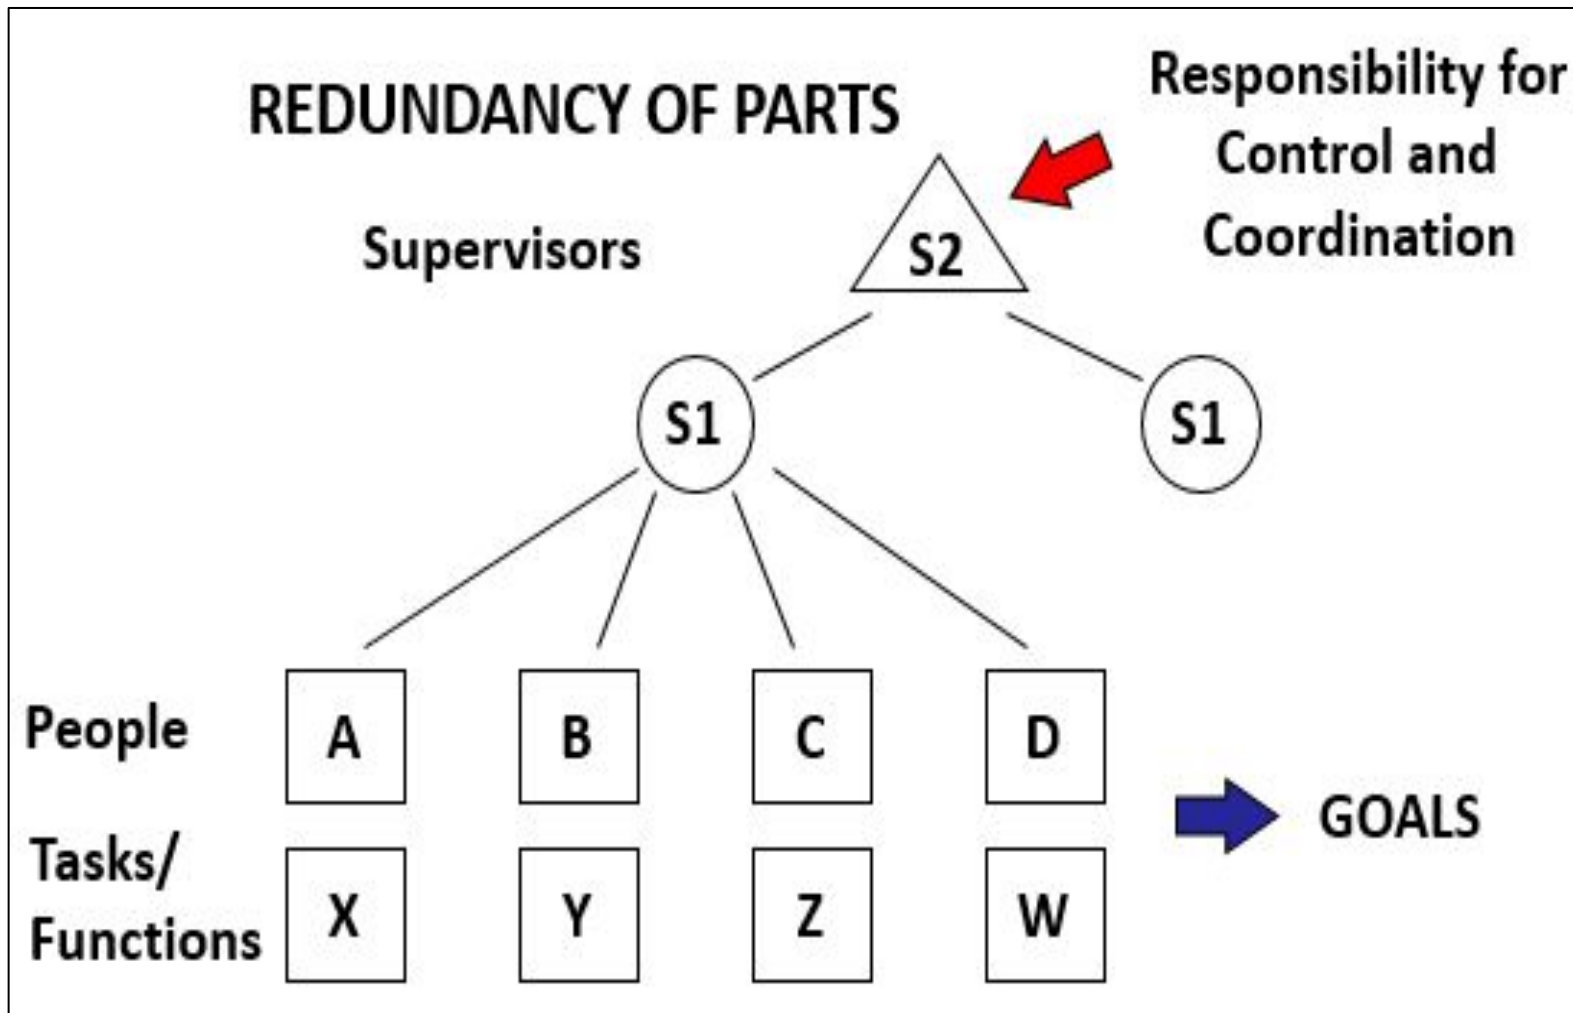 REDUNDANCY OF PARTS
Responsibility for
Control and
Coordination
Supervisors
S2
S1
S1
People
A
B
C
D
Tasks/
Functions
X
Y
Z
W
GOALS